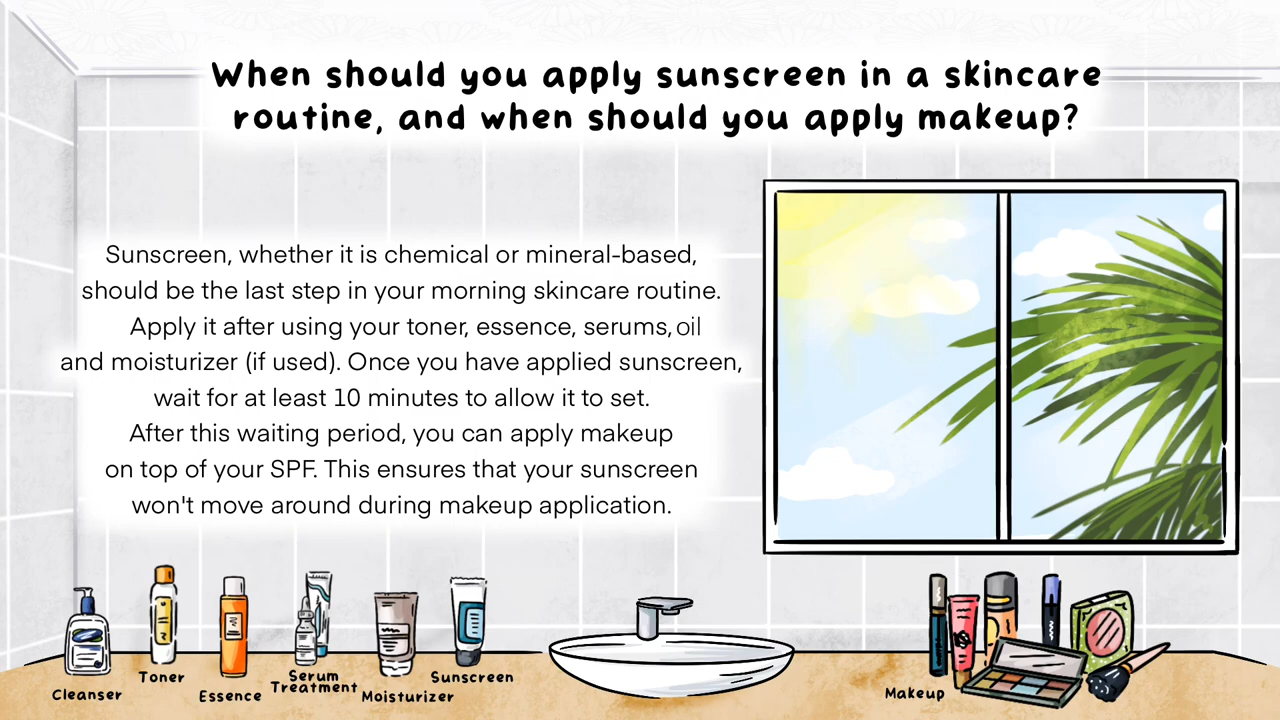 When should you apply sunscreen in a skincare
routine, and when should you apply makeup?
Sunscreen, whether it is chemical or mineral-based,
should be the last step in your morning skincare routine.
Apply it after using your toner, essence, serums, oil
and moisturizer (if used). Once you have applied sunscreen,
wait for at least 10 minutes to allow it to set.
After this waiting period, you can apply makeup
on top of your SPF. This ensures that your sunscreen
won't move around during makeup application.
Cleanser
Toner
Essence
Serum
Treatment
Moisturizer
Sunscreen
Makeup